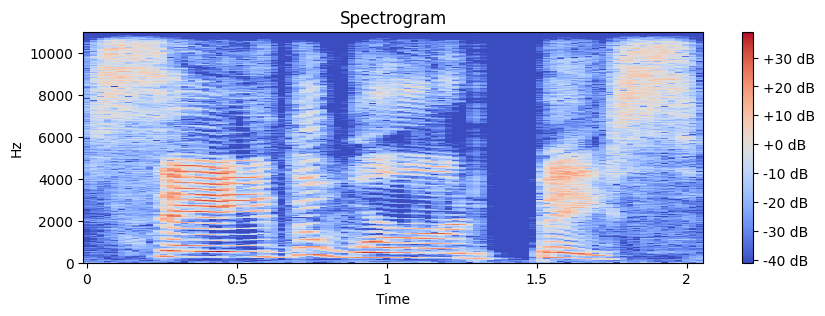 Spectrogram
Hz
10000
8000
6000
4000
2000
0
0
0.5
1
1.5
2
Time
+30 dB
+20 dB
+10 dB
+0 dB
-10 dB
-20 dB
-30 dB
-40 dB